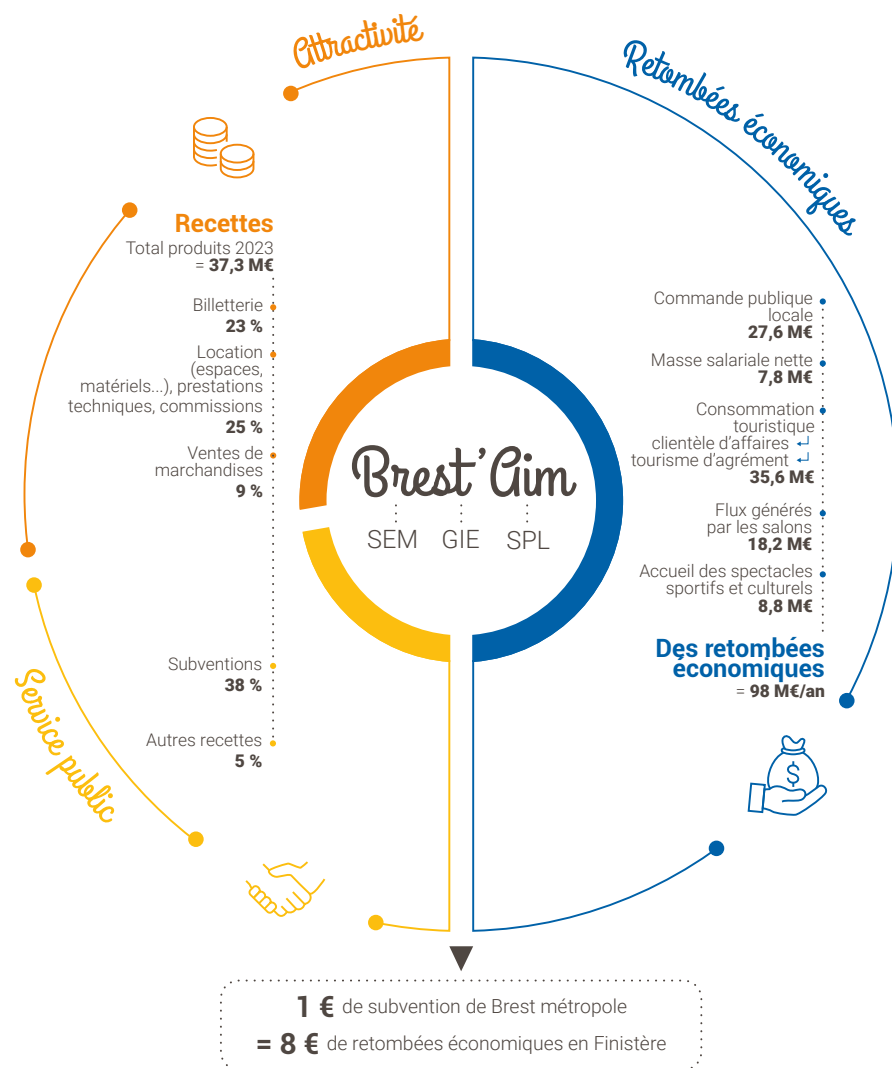 Attractivité
Recettes
Total produits 2023
= 37,3 M€
Billetterie
23 %
Location
(espaces,
matériels...), prestations
techniques, commissions
25 %
Ventes de
marchandises
9 %
Service public
Subventions
38 %
Autres recettes
5 %
Brest'Aim
SEM GIE SPL
Retombées économiques
Commande publique
locale
27,6 M€
Masse salariale nette
7,8 M€
Consommation
touristique
clientèle d'affaires
tourisme d'agrément
35,6 M€
Flux générés
par les salons
18,2 M€
Accueil des spectacles
sportifs et culturels
8,8 M€
Des retombées
économiques
= 98 M€/an
$
1 € de subvention de Brest métropole
= 8 € de retombées économiques en Finistère